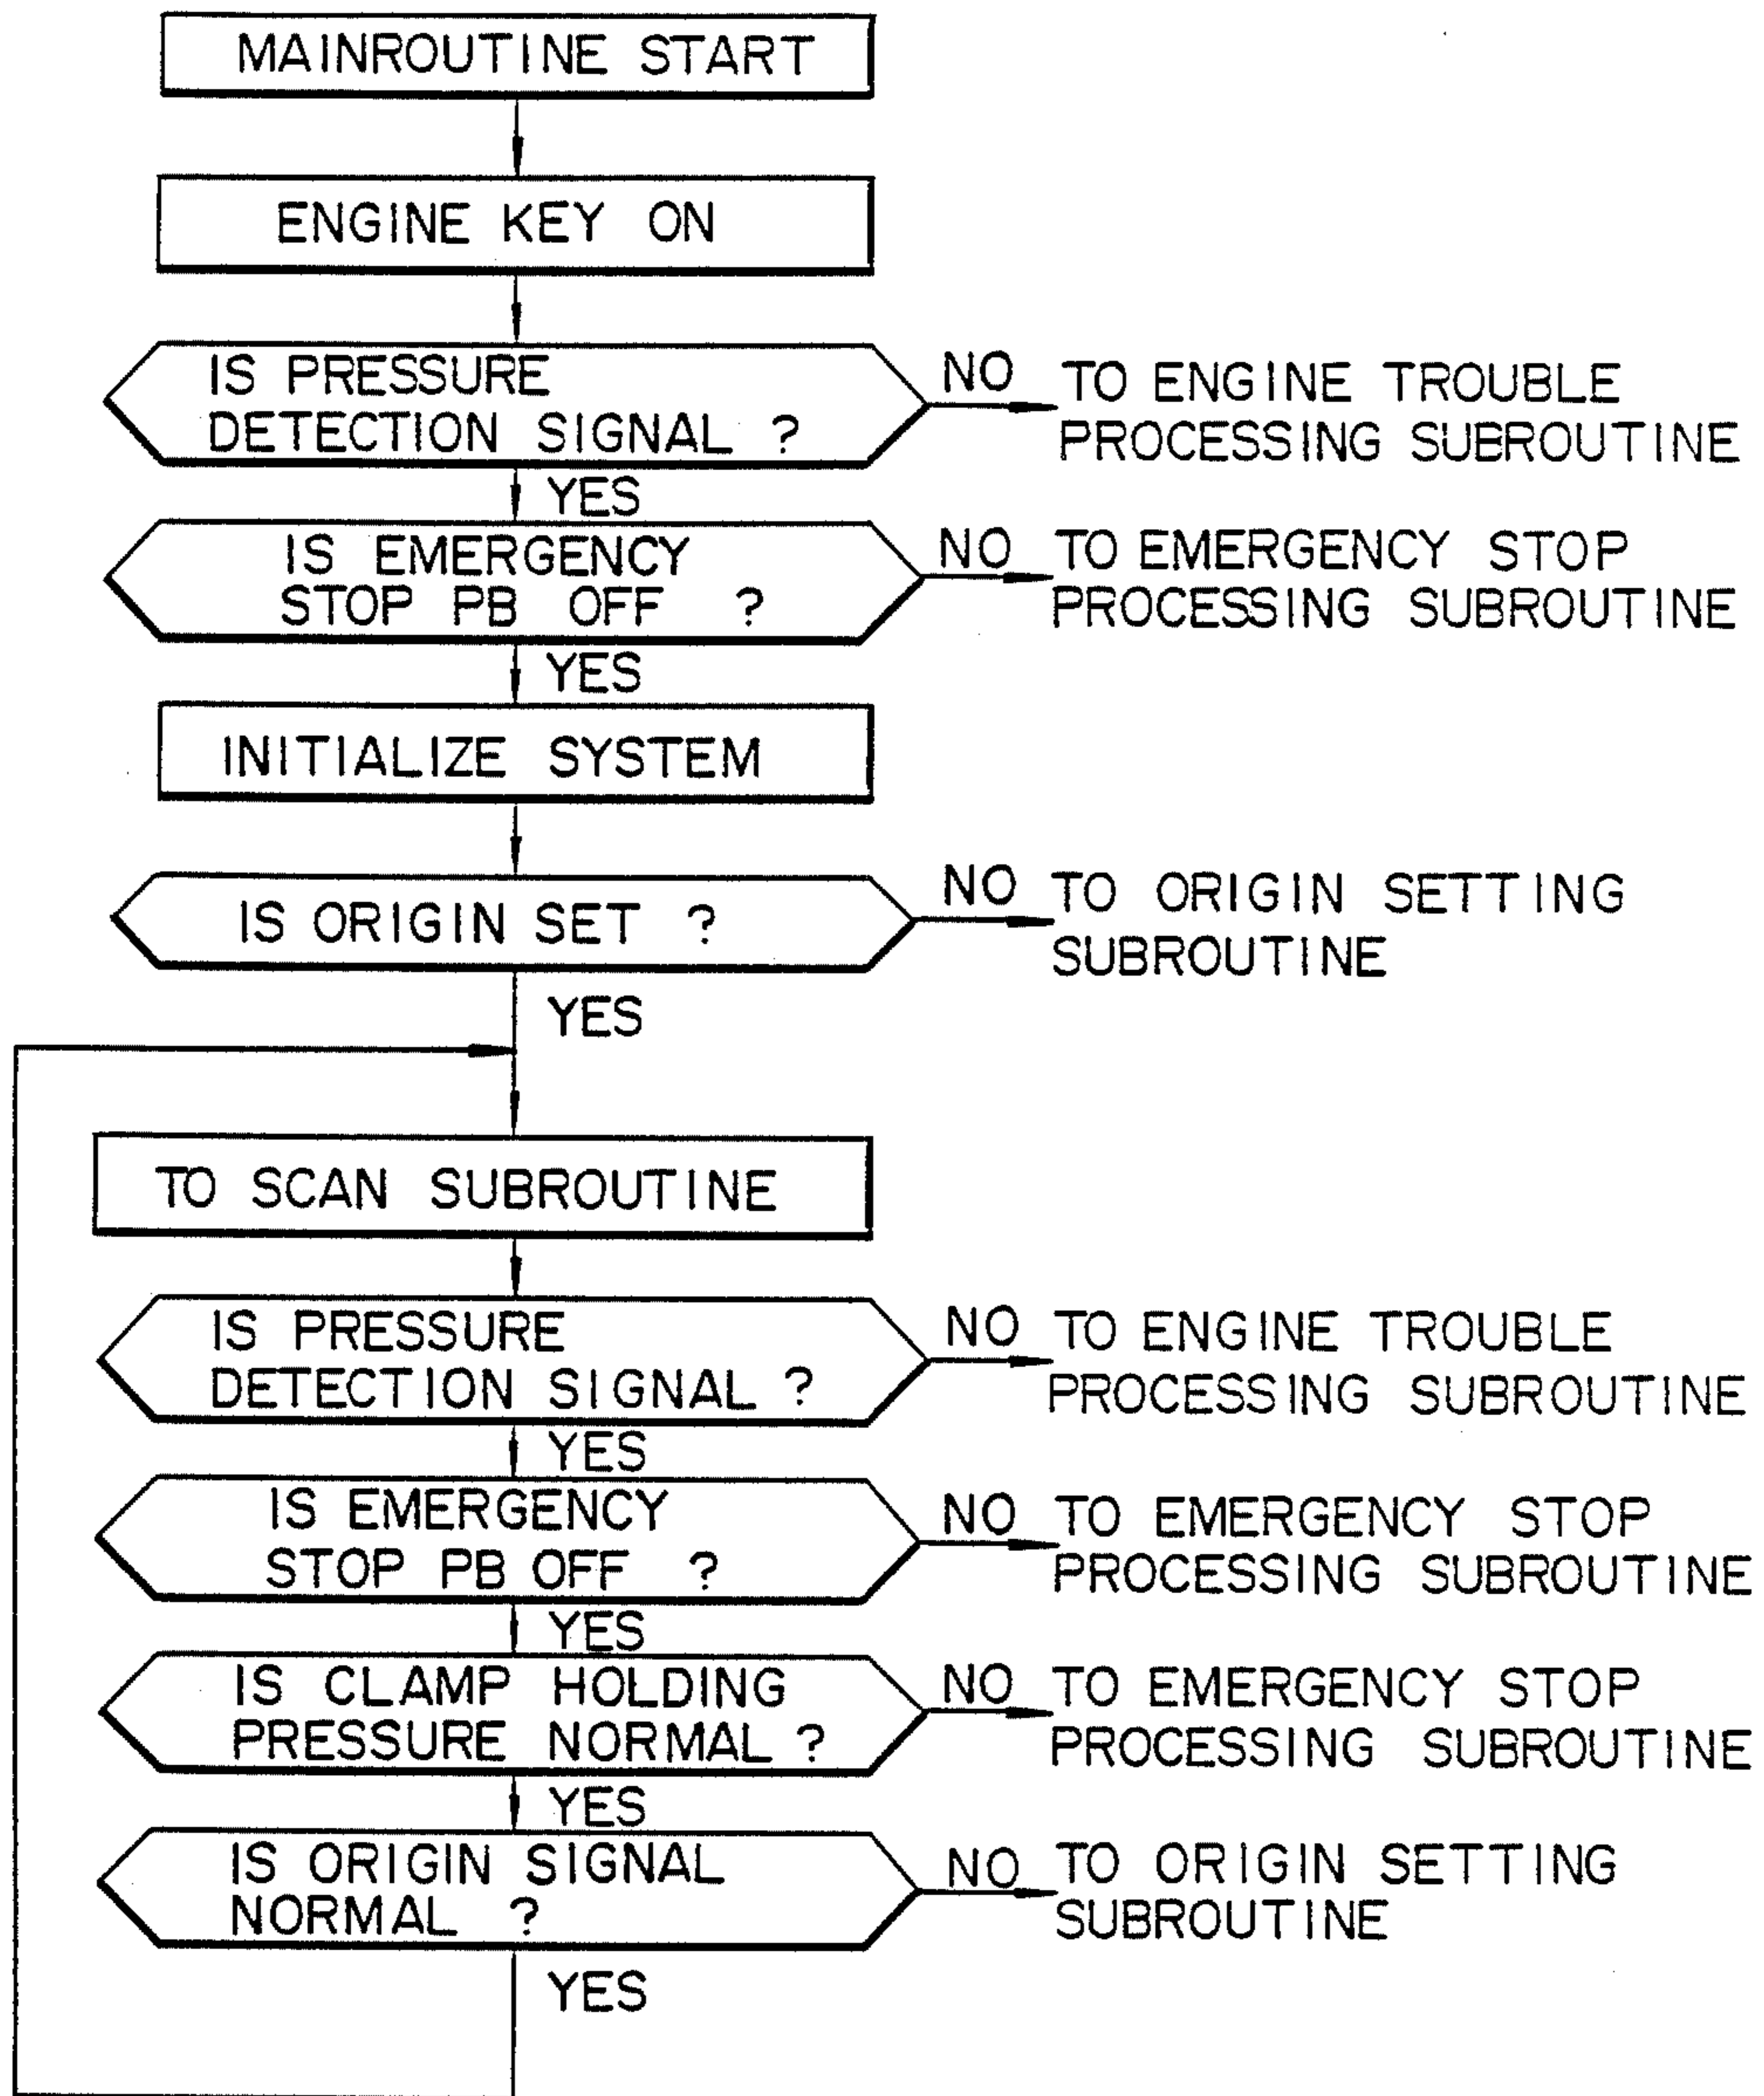 MAINROUTINE START
ENGINE KEY ON
IS PRESSURE
DETECTION SIGNAL ?
NO
TO ENGINE TROUBLE
PROCESSING SUBROUTINE
YES
IS EMERGENCY
STOP PB OFF ?
NO
TO EMERGENCY STOP
PROCESSING SUBROUTINE
YES
INITIALIZE SYSTEM
IS ORIGIN SET ?
NO
TO ORIGIN SETTING
SUBROUTINE
YES
TO SCAN SUBROUTINE
IS PRESSURE
DETECTION SIGNAL ?
NO
TO ENGINE TROUBLE
PROCESSING SUBROUTINE
YES
IS EMERGENCY
STOP PB OFF ?
NO
TO EMERGENCY STOP
PROCESSING SUBROUTINE
YES
IS CLAMP HOLDING
PRESSURE NORMAL ?
NO
TO EMERGENCY STOP
PROCESSING SUBROUTINE
YES
IS ORIGIN SIGNAL
NORMAL ?
NO
TO ORIGIN SETTING
SUBROUTINE
YES